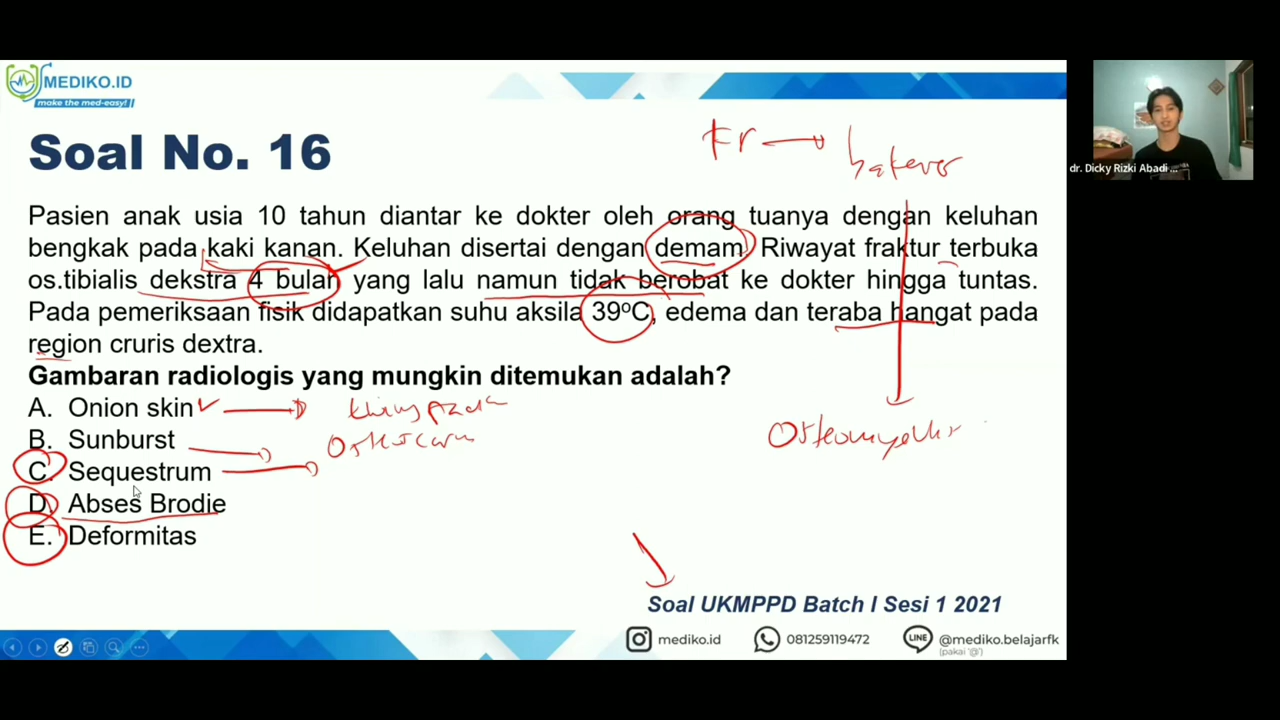 MEDIKO.ID
make the med-easy!
Soal No. 16
fr
bakteri
dr. Dicky Rizki Abadi ...
Pasien anak usia 10 tahun diantar ke dokter oleh orang tuanya dengan keluhan
bengkak pada kaki kanan. Keluhan disertai dengan demam. Riwayat fraktur terbuka
os.tibialis dekstra 4 bulan yang lalu namun tidak berobat ke dokter hingga tuntas.
Pada pemeriksaan fisik didapatkan suhu aksila 39ºC, edema dan teraba hangat pada
region cruris dextra.
Gambaran radiologis yang mungkin ditemukan adalah?
A. Onion skin
B. Sunburst
C. Sequestrum
D. Abses Brodie
E. Deformitas
Soal UKMPPD Batch I Sesi 1 2021
mediko.id
081259119472
@mediko.belajarfk
(pakai '@')